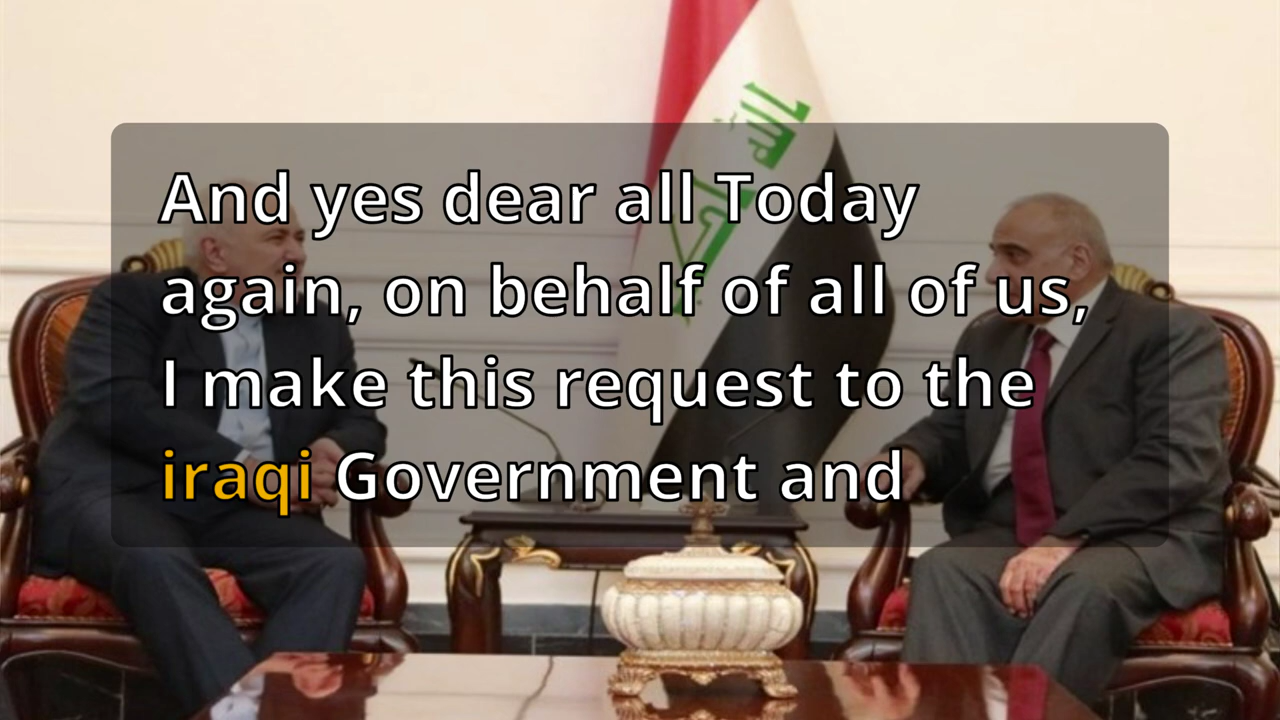 And yes dear all Today
again, on behalf of all of us,
I make this request to the
iraqi Government and